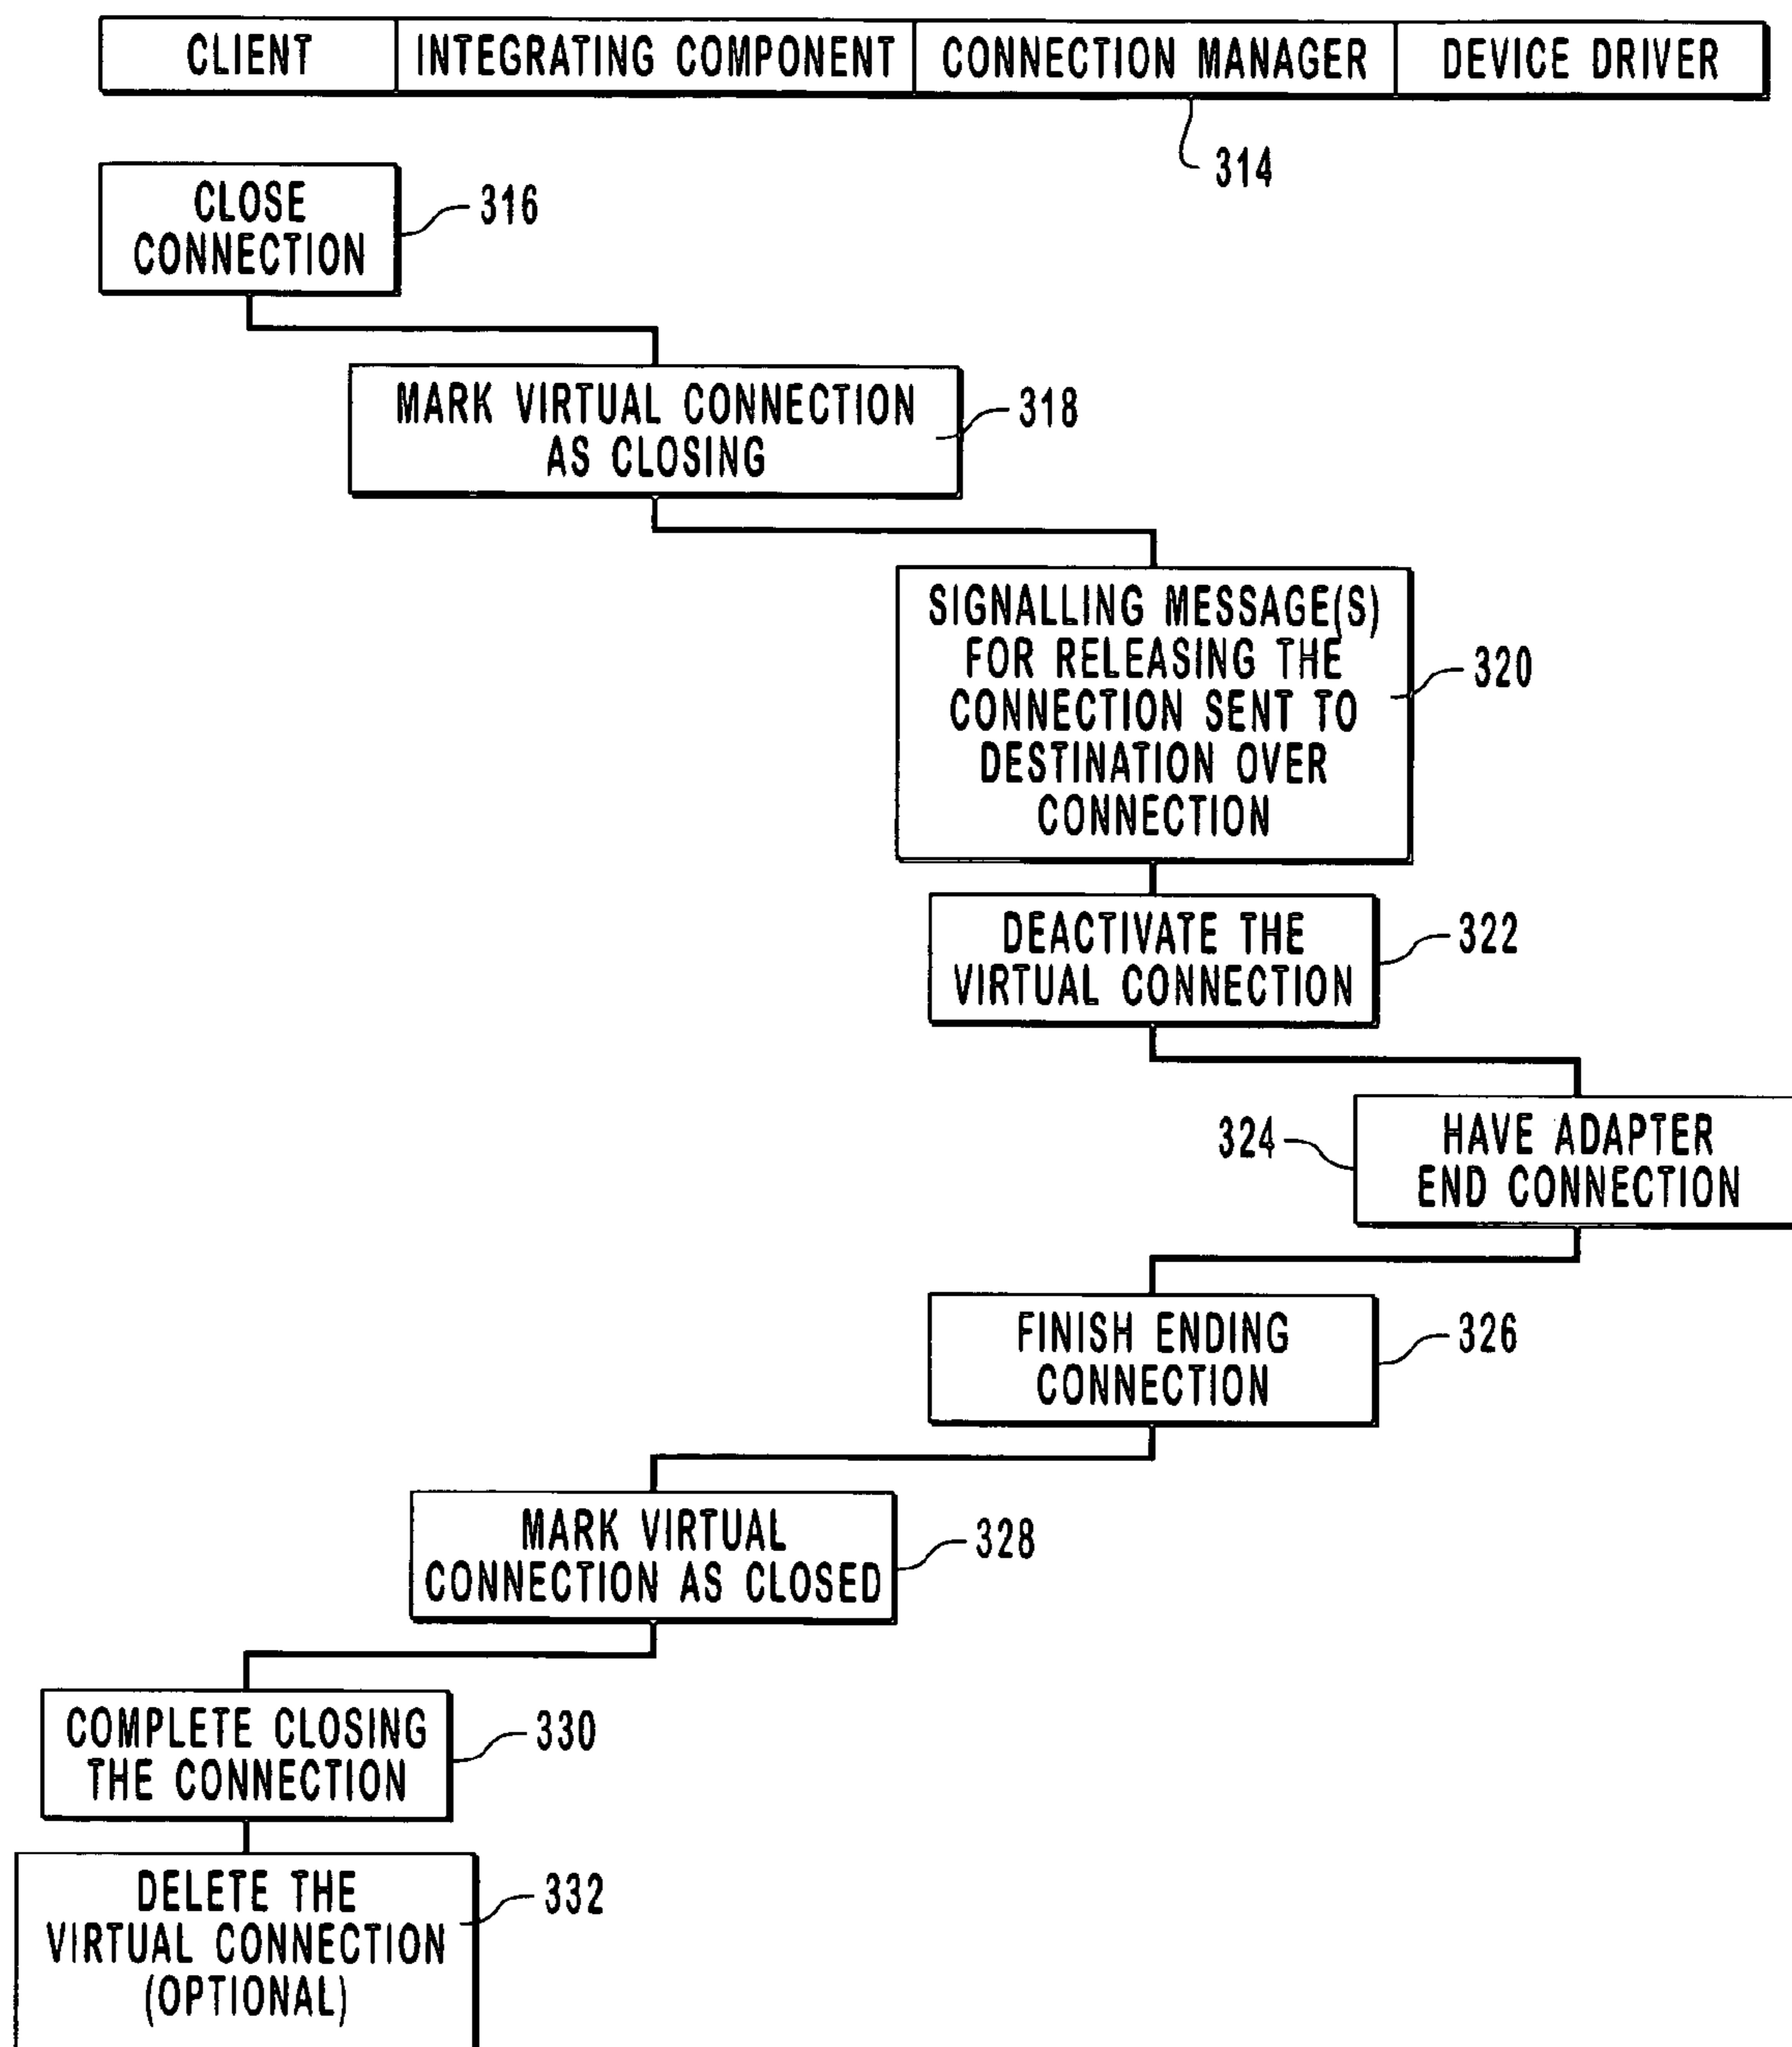 CLIENT INTEGRATING COMPONENT CONNECTION MANAGER DEVICE DRIVER
314
CLOSE
CONNECTION
316
MARK VIRTUAL CONNECTION
AS CLOSING
318
SIGNALLING MESSAGE(S)
FOR RELEASING THE
CONNECTION SENT TO
DESTINATION OVER
CONNECTION
320
DEACTIVATE THE
VIRTUAL CONNECTION
322
324
HAVE ADAPTER
END CONNECTION
FINISH ENDING
CONNECTION
326
MARK VIRTUAL
CONNECTION AS CLOSED
328
COMPLETE CLOSING
THE CONNECTION
330
DELETE THE
VIRTUAL CONNECTION
(OPTIONAL)
332